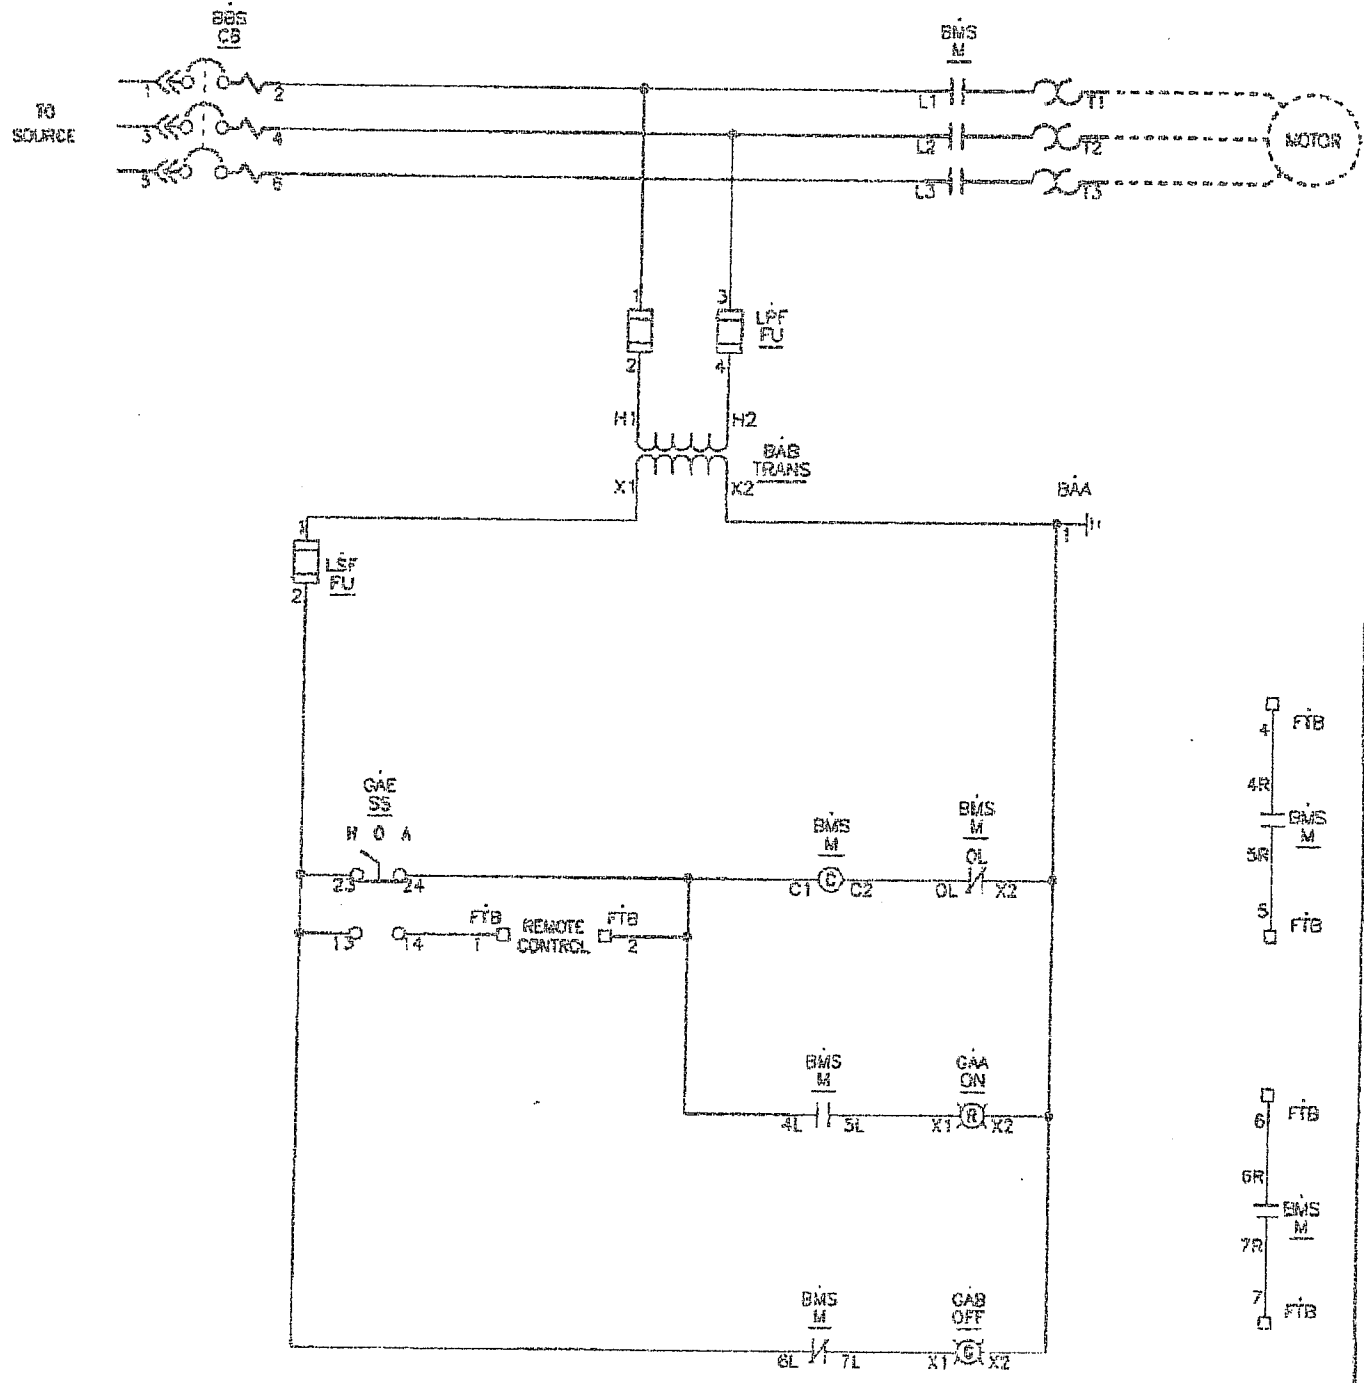 BBS
CB
BMS
M
TO
SOURCE
1
2
L1
T1
3
4
L2
T2
MOTOR
5
6
L3
T3
1
3
LPF
FU
2
4
H1
H2
BAB
TRANS
X1
X2
BAA
1
1
LSF
FU
2
FTB
4
GAE
SS
H O A
4R
BMS
M
BMS
M
OL
BMS
M
5R
23
24
C1
C
C2
OL
X2
5
FTB
13
14
FTB
1
REMOTE
CONTROL
FTB
2
BMS
M
GAA
ON
4L
5L
X1
R
X2
6
FTB
6R
BMS
M
7R
BMS
M
GAB
OFF
7
FTB
6L
7L
X1
G
X2